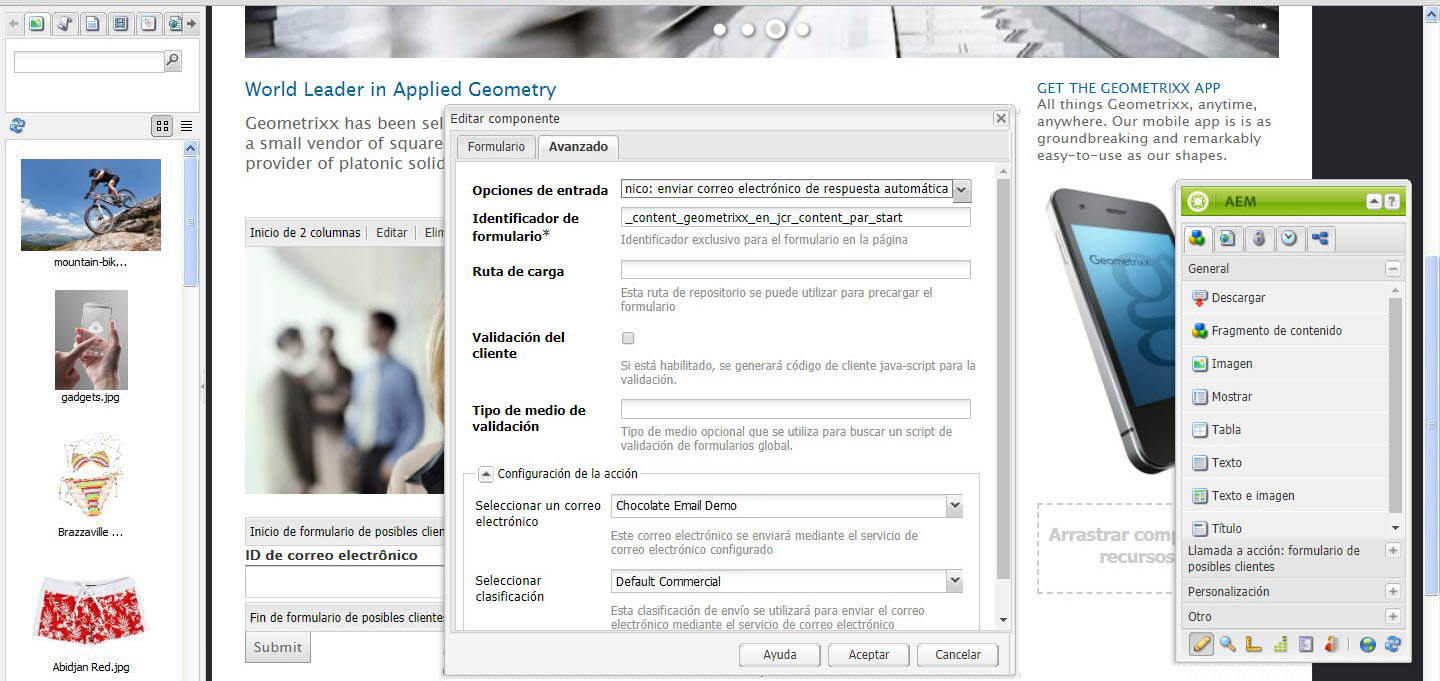 mountain-bik...
gadgets.jpg
Brazzaville ...
Abidjan Red.jpg
World Leader in Applied Geometry
Geometrixx has been sel
a small vendor of square
provider of platonic solid
Inicio de 2 columnas
Editar
Elim
Inicio de formulario de posibles clien
ID de correo electrônico
Fin de formulario de posibles cliente
Submit
Editar componente
Formulario
Avanzado
Opciones de entrada
nico: enviar correo electrónico de respuesta automática
Identificador de
formulario*
_content_geometrixx_en_jcr_content_par_start
Identificador exclusivo para el formulario en la página
Ruta de carga
Esta ruta de repositorio se puede utilizar para precargar el
formulario
Validación del
cliente
Si está habilitado, se generará código de cliente java-script para la
validación.
Tipo de medio de
validación
Tipo de medio opcional que se utiliza para buscar un script de
validación de formularios global.
Configuración de la acción
Seleccionar un correo
electrónico
Chocolate Email Demo
Este correo electrónico se enviará mediante el servicio de
correo electrónico configurado
Seleccionar
clasificación
Default Commercial
Esta clasificación de envío se utilizará para enviar el correo
electrónico mediante el servicio de correo electrónico
Ayuda
Aceptar
Cancelar
GET THE GEOMETRIXX APP
All things Geometrixx, anytime,
anywhere. Our mobile app is is as
groundbreaking and remarkably
easy-to-use as our shapes.
Geometrixx
Arrastrar comp
recursos
AEM
?
General
Descargar
Fragmento de contenido
Imagen
Mostrar
Tabla
Texto
Texto e imagen
Título
Llamada a acción: formulario de
posibles clientes
Personalización
Otro